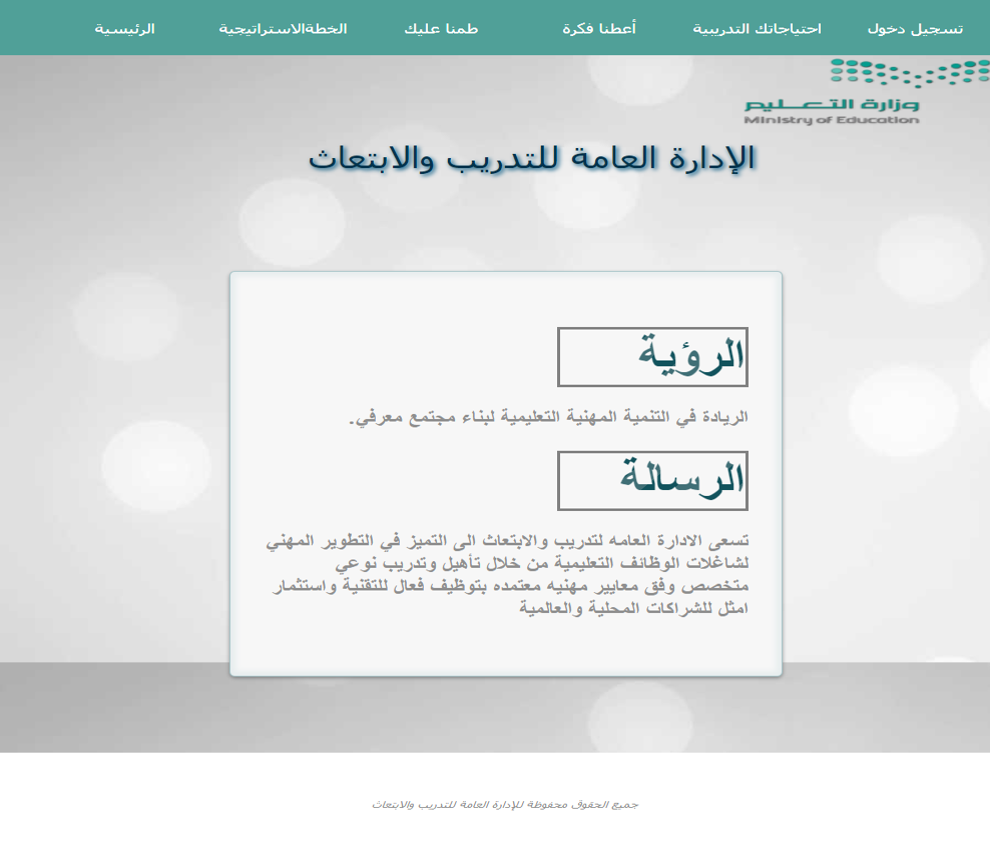 تسجيل دخول
احتياجاتك التدريبية
أعطنا فكرة
طمنا عليك
الخطةالاستراتيجية
الرئيسية
وزارة التعليم
Ministry of Education
الإدارة العامة للتدريب والابتعاث
الرؤية
الريادة في التنمية المهنية التعليمية لبناء مجتمع معرفي.
الرسالة
تسعى الادارة العامه لتدريب والابتعاث الى التميز في التطوير المهني
لشاغلات الوظائف التعليمية من خلال تأهيل وتدريب نوعي
متخصص وفق معايير مهنيه معتمده بتوظيف فعال للتقنية واستثمار
امثل للشراكات المحلية والعالمية
جميع الحقوق محفوظة للإدارة العامة للتدريب والابتعاث